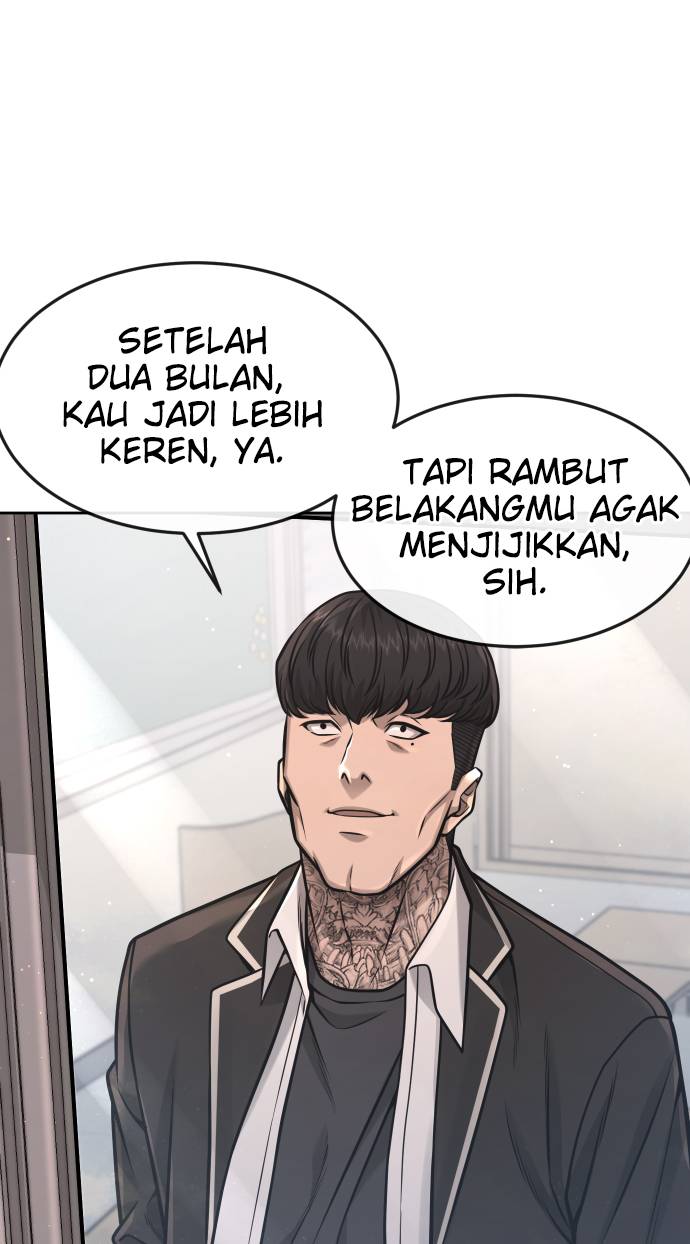 SETELAH
DUA BULAN,
KAU JADI LEBIH
KEREN, YA.
TAPI RAMBUT
BELAKANGMU AGAK
MENJIJIKKAN,
SIH.